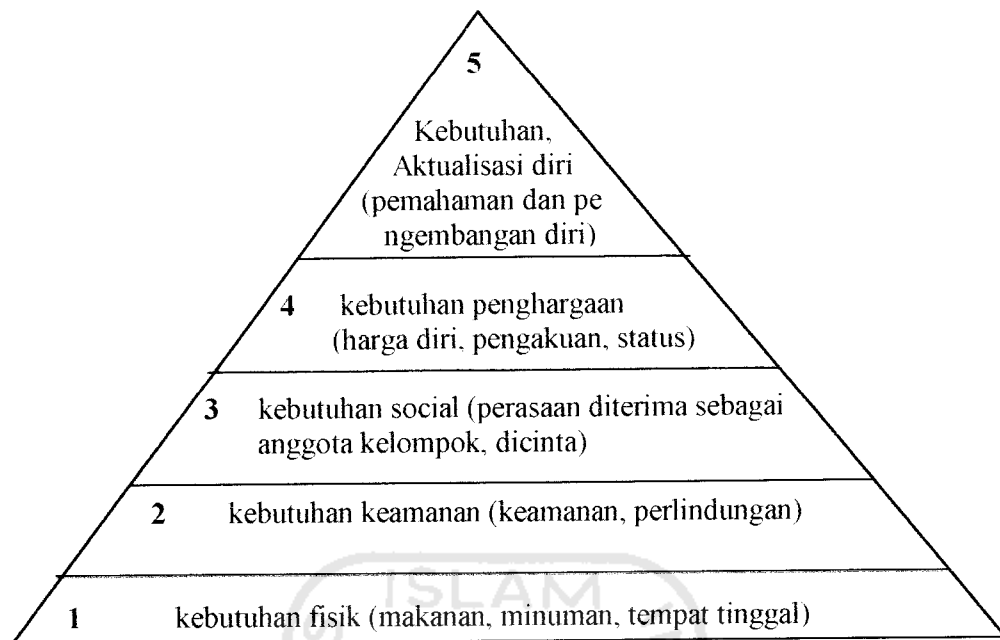 5
Kebutuhan,
Aktualisasi diri
(pemahaman dan pe
ngembangan diri)
4 kebutuhan penghargaan
(harga diri, pengakuan, status)
3 kebutuhan social (perasaan diterima sebagai
anggota kelompok, dicinta)
2 kebutuhan keamanan (keamanan, perlindungan)
ISLAM
1 kebutuhan fisik (makanan, minuman, tempat tinggal)